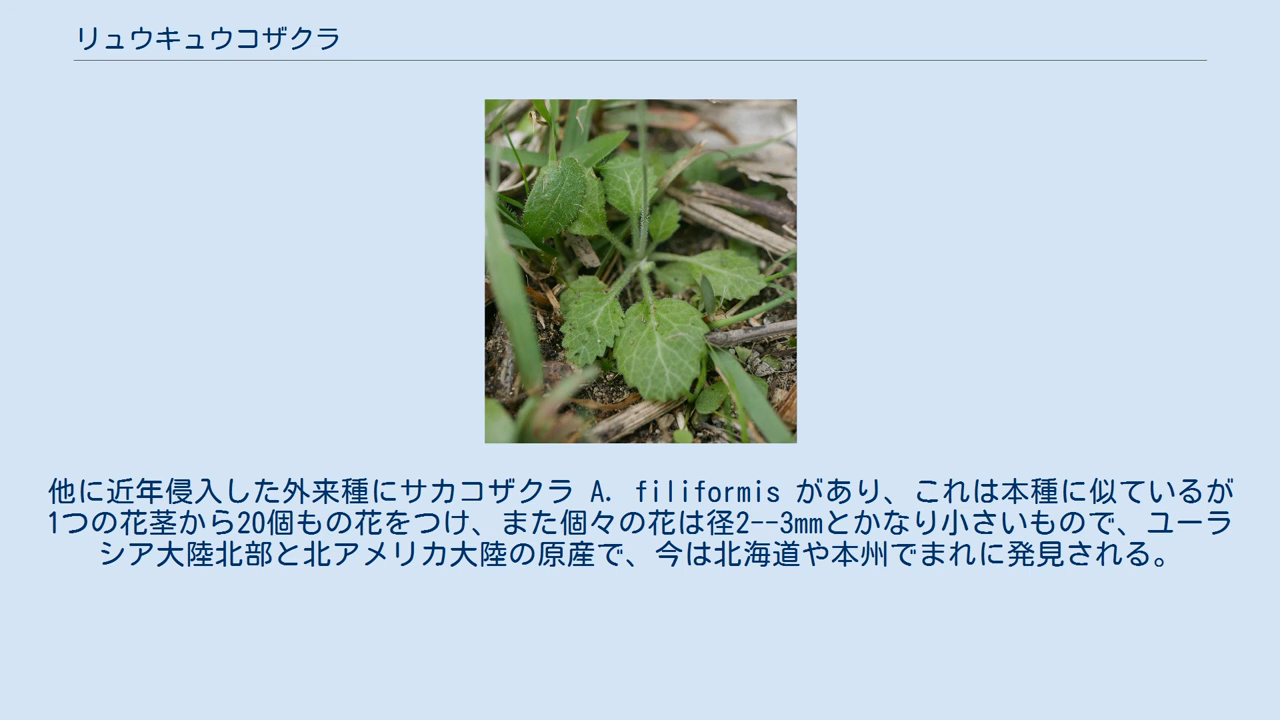 リュウキュウコザクラ
他に近年侵入した外来種にサカコザクラ A. filiformis があり、これは本種に似ているが
1つの花茎から20個もの花をつけ、また個々の花は径2--3mmとかなり小さいもので、ユーラ
シア大陸北部と北アメリカ大陸の原産で、今は北海道や本州でまれに発見される。